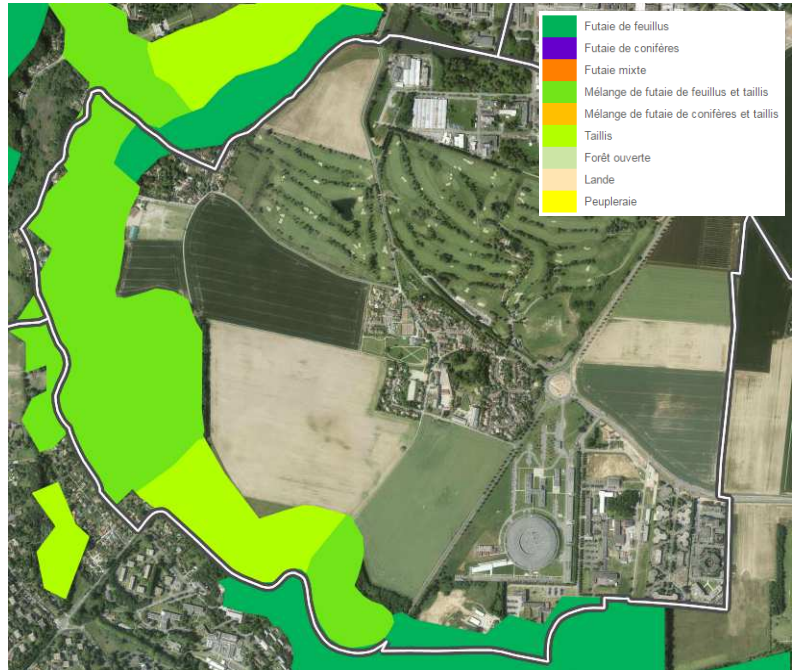 Futaie de feuillus
Futaie de conifères
Futaie mixte
Mélange de futaie de feuillus et taillis
Mélange de futaie de conifères et taillis
Taillis
Forêt ouverte
Lande
Peupleraie